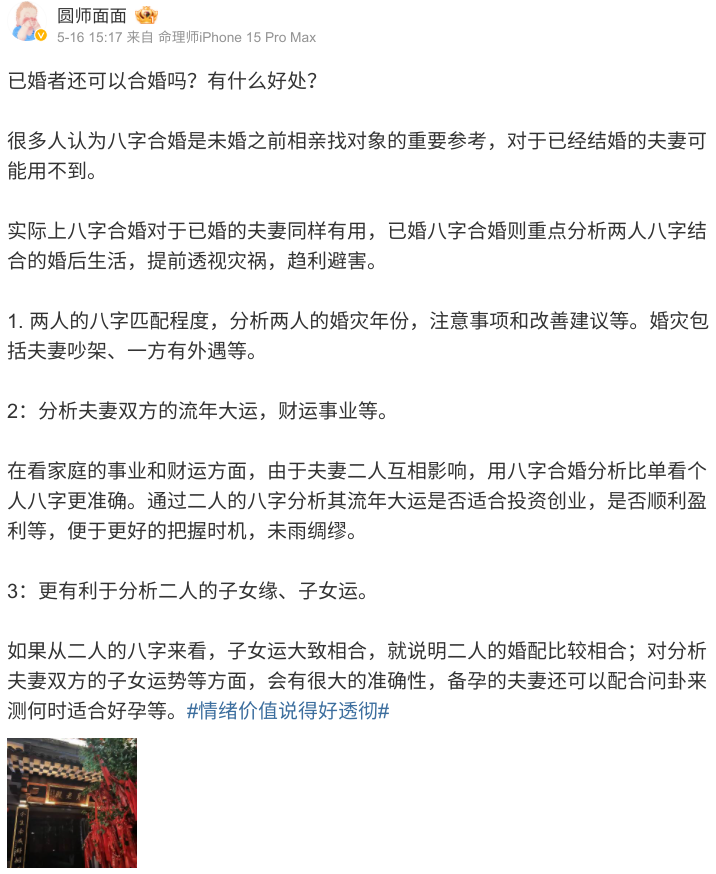 圆师面面
5-16 15:17 来自 命理师iPhone 15 Pro Max
已婚者还可以合婚吗？有什么好处？
很多人认为八字合婚是未婚之前相亲找对象的重要参考，对于已经结婚的夫妻可
能用不到。
实际上八字合婚对于已婚的夫妻同样有用，已婚八字合婚则重点分析两人八字结
合的婚后生活，提前透视灾祸，趋利避害。
1. 两人的八字匹配程度，分析两人的婚灾年份，注意事项和改善建议等。婚灾包
括夫妻吵架、一方有外遇等。
2：分析夫妻双方的流年大运，财运事业等。
在看家庭的事业和财运方面，由于夫妻二人互相影响，用八字合婚分析比单看个
人八字更准确。通过二人的八字分析其流年大运是否适合投资创业，是否顺利盈
利等，便于更好的把握时机，未雨绸缪。
3：更有利于分析二人的子女缘、子女运。
如果从二人的八字来看，子女运大致相合，就说明二人的婚配比较相合；对分析
夫妻双方的子女运势等方面，会有很大的准确性，备孕的夫妻还可以配合问卦来
测何时适合好孕等。#情绪价值说得好透彻#